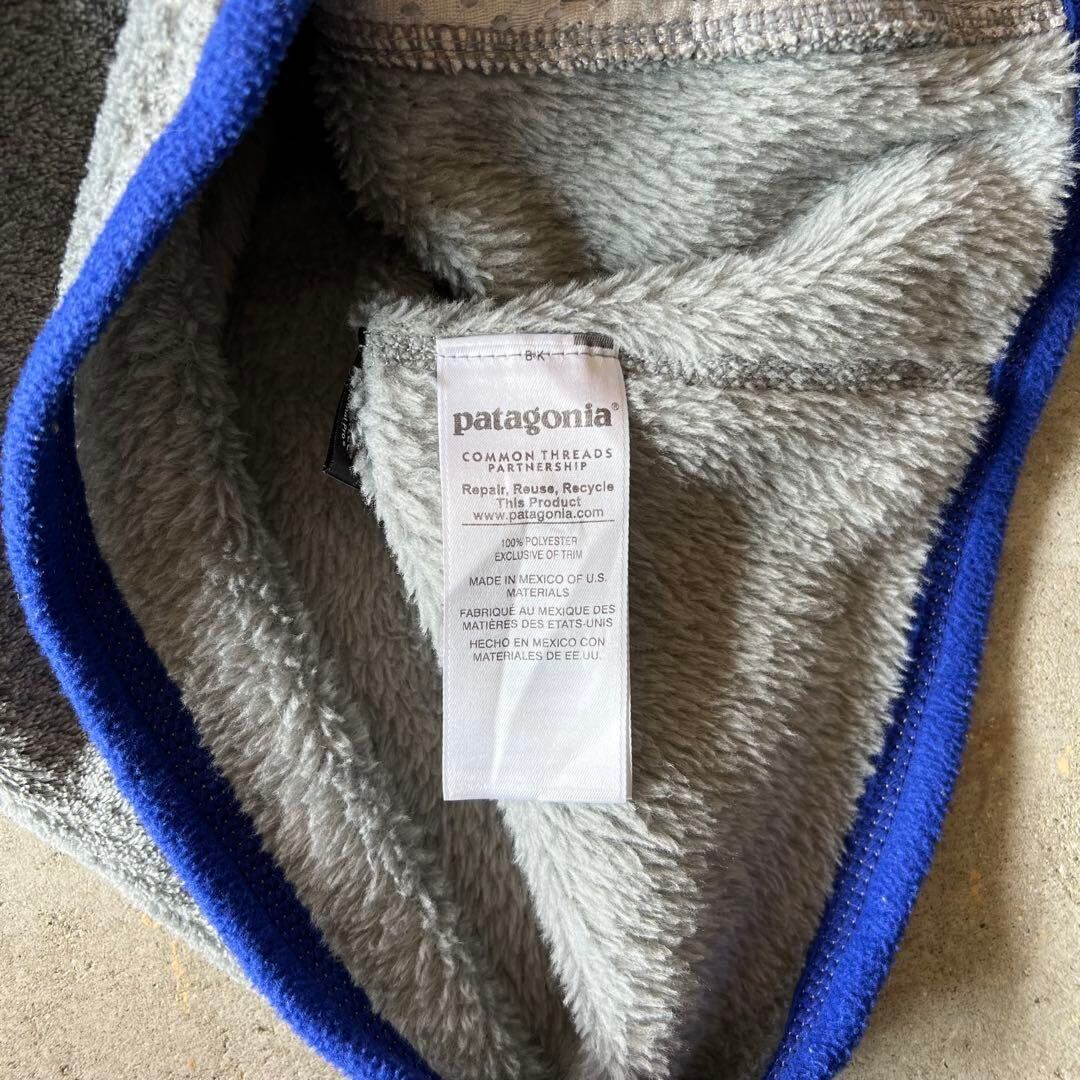 B·K
patagonia®
COMMON THREADS
PARTNERSHIP
Repair, Reuse, Recycle
This Product
www.patagonia.com
100% POLYESTER
EXCLUSIVE OF TRIM
MADE IN MEXICO OF U.S.
MATERIALS
FABRIQUÉ AU MEXIQUE DES
MATIÈRES DES ETATS-UNIS
HECHO EN MEXICO CON
MATERIALES DE EE.UU.